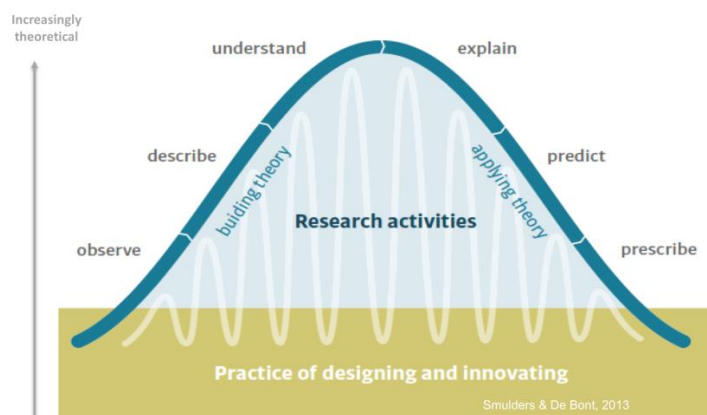 Increasingly
theoretical
understand
explain
describe
predict
buiding theory
applying theory
Research activities
observe
prescribe
Practice of designing and innovating
Smulders & De Bont, 2013